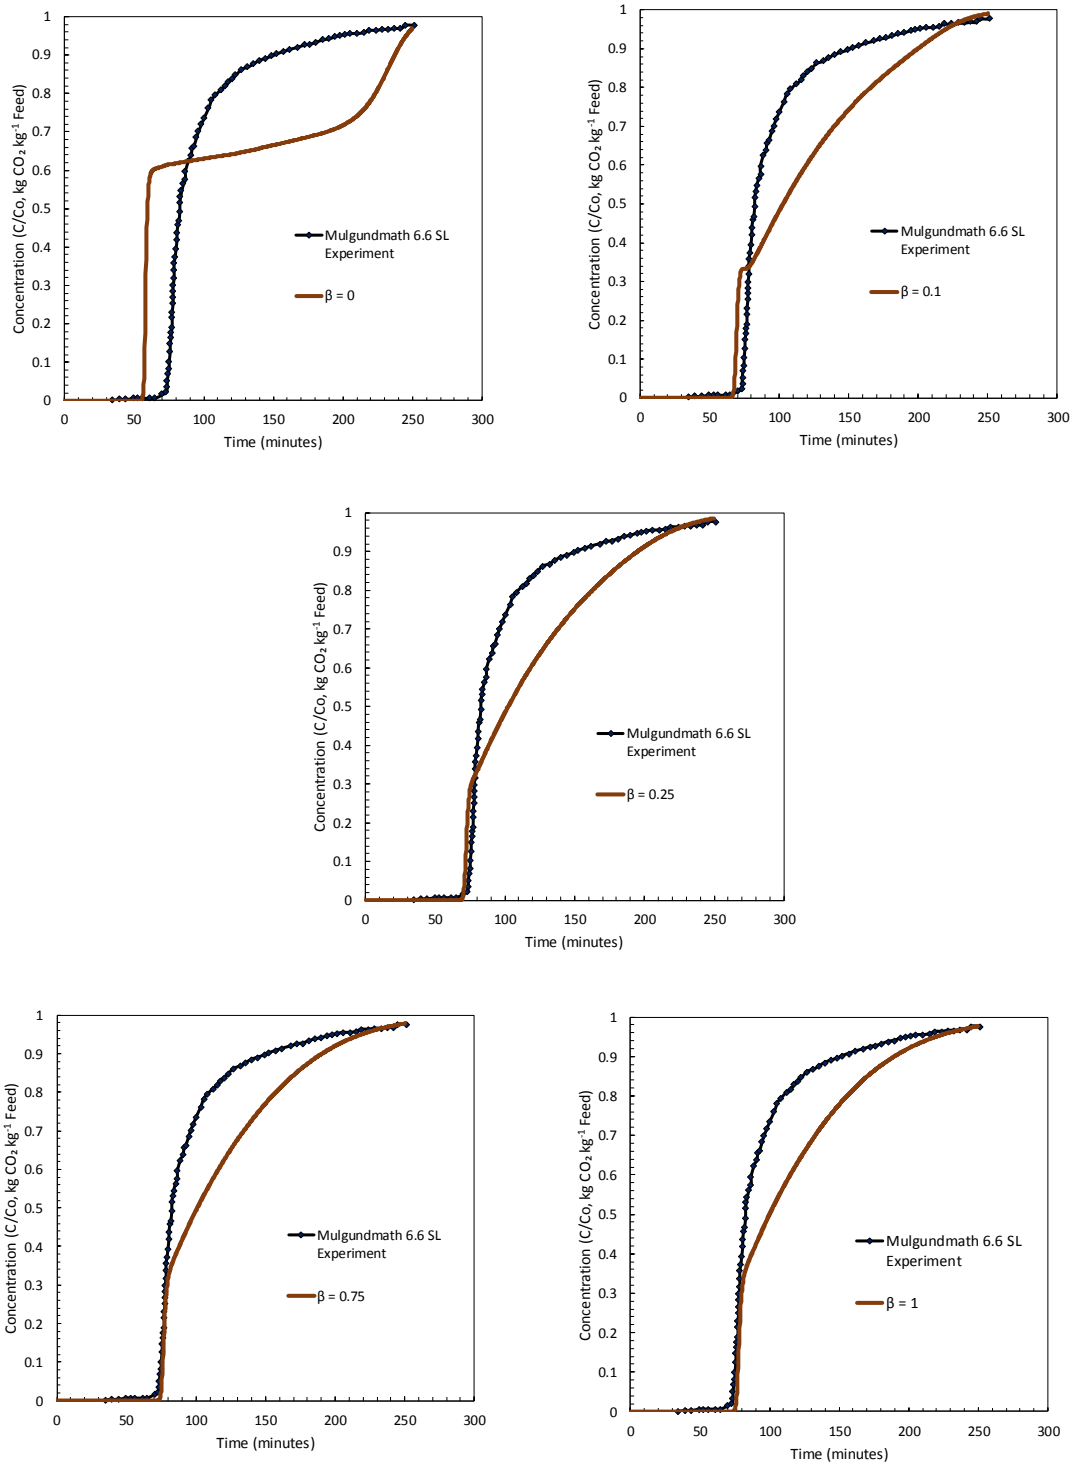 Concentration (C/Co, kg CO₂ kg⁻¹ Feed)
1
0.9
0.8
0.7
0.6
0.5
0.4
0.3
0.2
0.1
0
0 50 100 150 200 250 300
Time (minutes)
Mulgundmath 6.6 SL
Experiment
β = 0
Concentration (C/Co, kg CO₂ kg⁻¹ Feed)
1
0.9
0.8
0.7
0.6
0.5
0.4
0.3
0.2
0.1
0
0 50 100 150 200 250 300
Time (minutes)
Mulgundmath 6.6 SL
Experiment
β = 0.1
Concentration (C/Co, kg CO₂ kg⁻¹ Feed)
1
0.9
0.8
0.7
0.6
0.5
0.4
0.3
0.2
0.1
0
0 50 100 150 200 250 300
Time (minutes)
Mulgundmath 6.6 SL
Experiment
β = 0.25
Concentration (C/Co, kg CO₂ kg⁻¹ Feed)
1
0.9
0.8
0.7
0.6
0.5
0.4
0.3
0.2
0.1
0
0 50 100 150 200 250 300
Time (minutes)
Mulgundmath 6.6 SL
Experiment
β = 0.75
Concentration (C/Co, kg CO₂ kg⁻¹ Feed)
1
0.9
0.8
0.7
0.6
0.5
0.4
0.3
0.2
0.1
0
0 50 100 150 200 250 300
Time (minutes)
Mulgundmath 6.6 SL
Experiment
β = 1